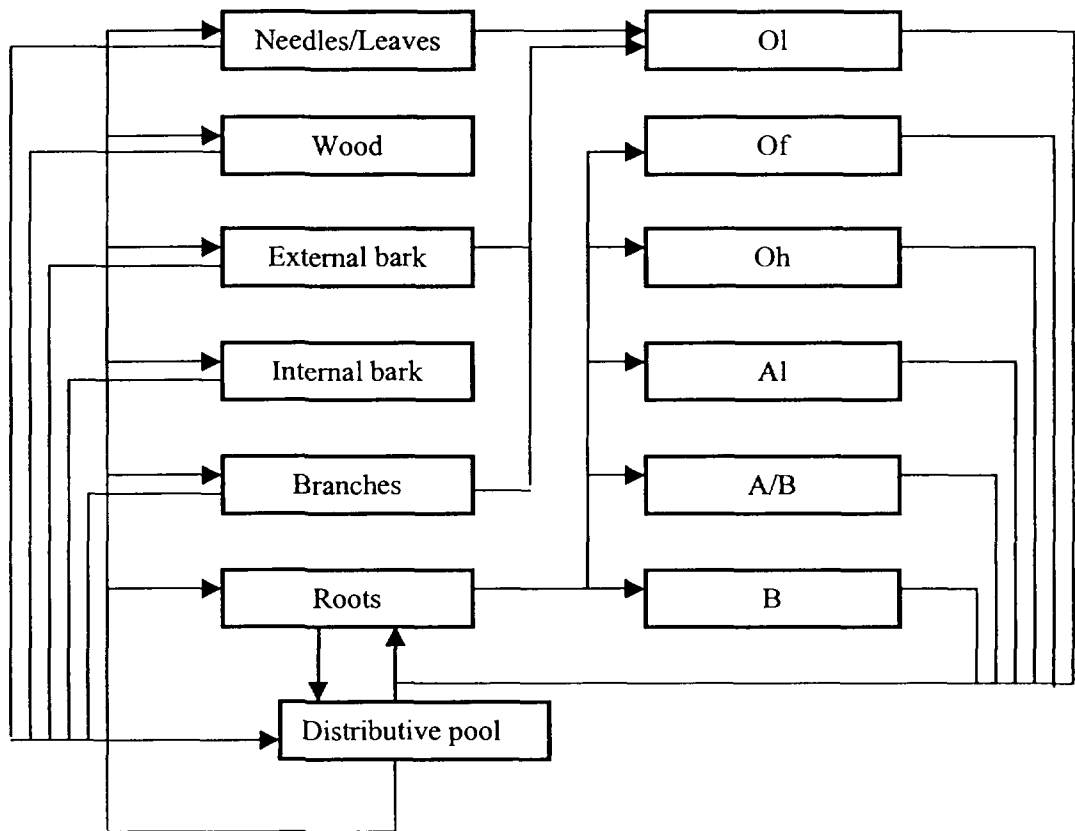 Needles/Leaves
Ol
Wood
Of
External bark
Oh
Internal bark
Al
Branches
A/B
Roots
B
Distributive pool